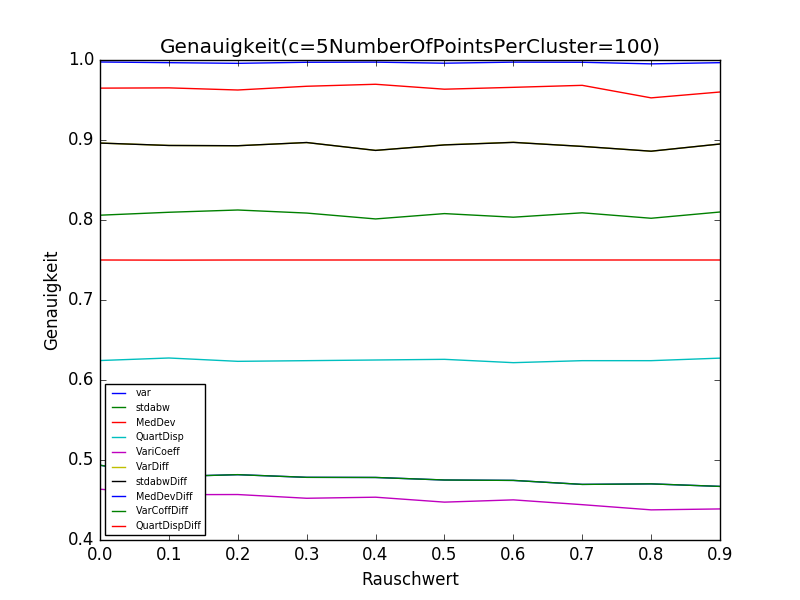 Genauigkeit(c=5NumberOfPointsPerCluster=100)
1.0
0.9
0.8
0.7
0.6
0.5
0.4
Genauigkeit
var
stdabw
MedDev
QuartDisp
VariCoeff
VarDiff
stdabwDiff
MedDevDiff
VarCoffDiff
QuartDispDiff
0.0 0.1 0.2 0.3 0.4 0.5 0.6 0.7 0.8 0.9
Rauschwert